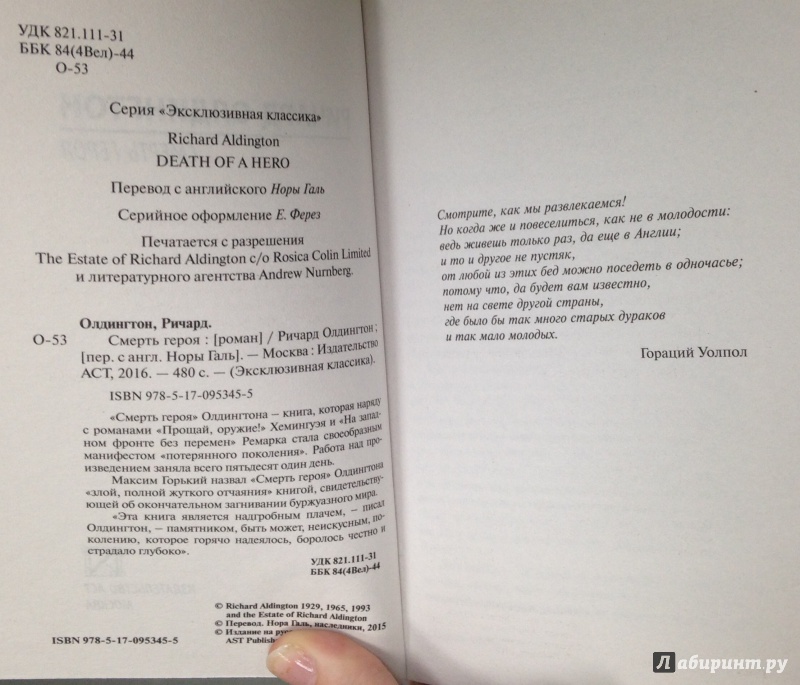 УДК 821.111-31
ББК 84(4Вел)-44
О-53
Серия «Эксклюзивная классика»
Richard Aldington
DEATH OF A HERO
Перевод с английского Норы Галь
Серийное оформление Е. Ферез
Печатается с разрешения
The Estate of Richard Aldington c/o Rosica Colin Limited
и литературного агентства Andrew Nurnberg.
Олдингтон, Ричард.
О-53 Смерть героя : [роман] / Ричард Олдингтон ;
[пер. с англ. Норы Галь]. — Москва : Издательство
АСТ, 2016. — 480 с. — (Эксклюзивная классика).
ISBN 978-5-17-095345-5
«Смерть героя» Олдингтона – книга, которая наряду
с романами «Прощай, оружие!» Хемингуэя и «На запад-
ном фронте без перемен» Ремарка стала своеобразным
манифестом «потерянного поколения». Работа над про-
изведением заняла всего пятьдесят один день.
Максим Горький назвал «Смерть героя» Олдингтона
«злой, полной жуткого отчаяния» книгой, свидетельству-
ющей об окончательном загнивании буржуазного мира.
«Эта книга является надгробным плачем, – писал
Олдингтон, – памятником, быть может, неискусным, по-
колению, которое горячо надеялось, боролось честно и
страдало глубоко».
УДК 821.111-31
ББК 84(4Вел)-44
© Richard Aldington 1929, 1965, 1993
and the Estate of Richard Aldington
© Перевод. Нора Галь, наследники, 2015
© Издание на
AST
ISBN 978-5-17-095345-5
Смотрите, как мы развлекаемся!
Но когда же и повеселиться, как не в молодости:
ведь живешь только раз, да еще в Англии;
и то и другое не пустяк,
от любой из этих бед можно поседеть в одночасье;
потому что, да будет вам известно,
нет на свете другой страны,
где было бы так много старых дураков
и так мало молодых.
Гораций Уолпол
Лабиринт.ру